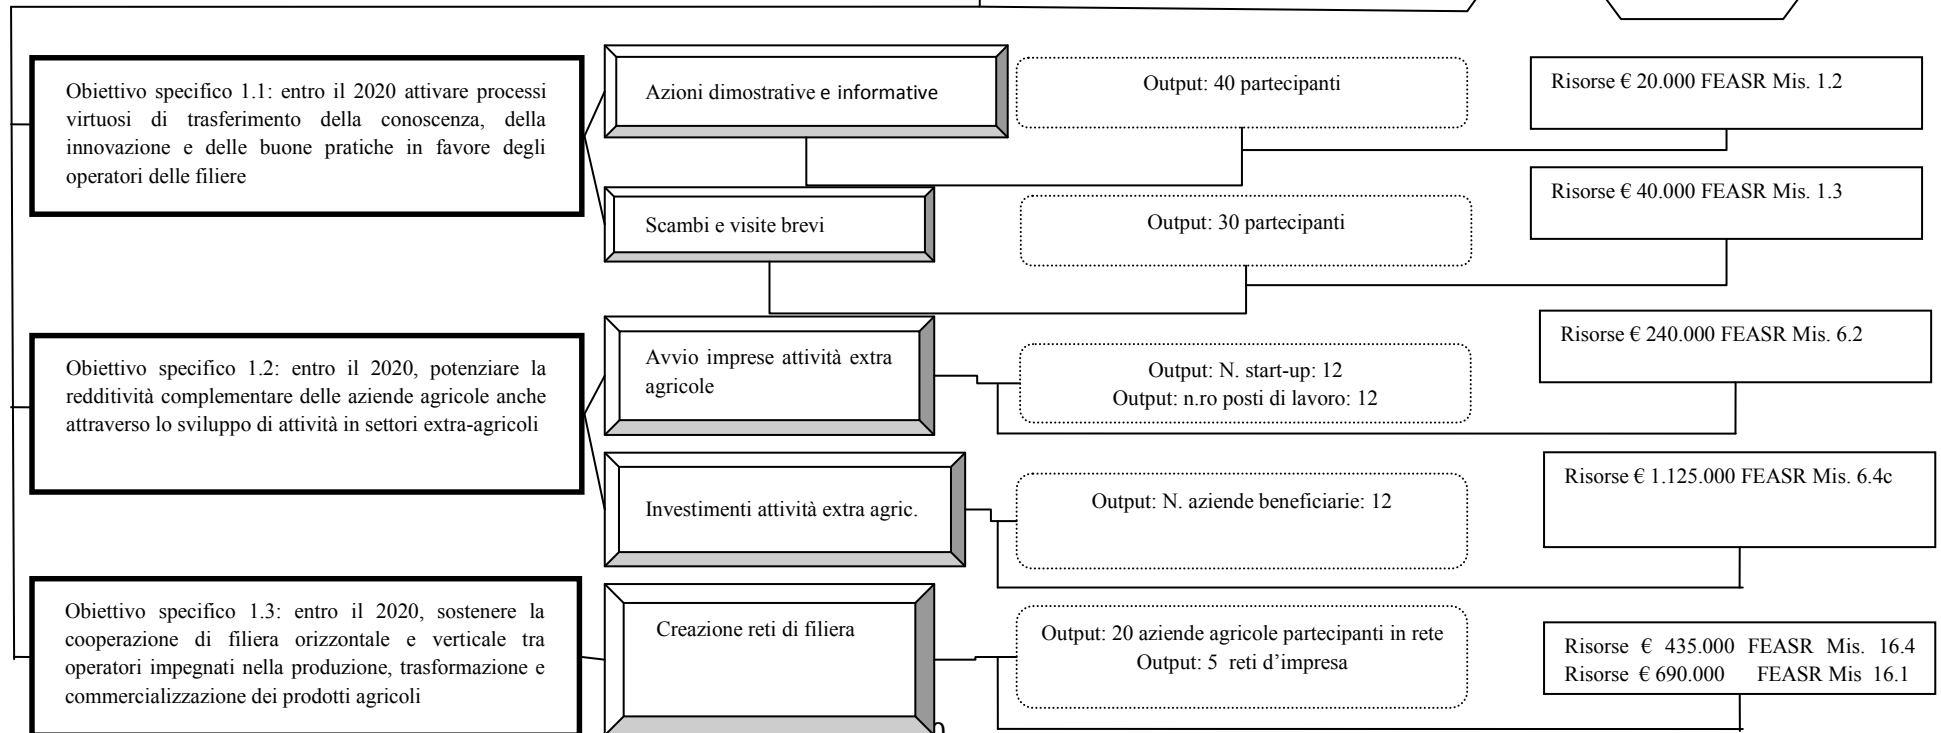 Obiettivo specifico 1.1: entro il 2020 attivare processi
virtuosi di trasferimento della conoscenza, della
innovazione e delle buone pratiche in favore degli
operatori delle filiere
Azioni dimostrative e informative
Output: 40 partecipanti
Risorse € 20.000 FEASR Mis. 1.2
Scambi e visite brevi
Output: 30 partecipanti
Risorse € 40.000 FEASR Mis. 1.3
Obiettivo specifico 1.2: entro il 2020, potenziare la
redditività complementare delle aziende agricole anche
attraverso lo sviluppo di attività in settori extra-agricoli
Avvio imprese attività extra
agricole
Output: N. start-up: 12
Output: n.ro posti di lavoro: 12
Risorse € 240.000 FEASR Mis. 6.2
Investimenti attività extra agric.
Output: N. aziende beneficiarie: 12
Risorse € 1.125.000 FEASR Mis. 6.4c
Obiettivo specifico 1.3: entro il 2020, sostenere la
cooperazione di filiera orizzontale e verticale tra
operatori impegnati nella produzione, trasformazione e
commercializzazione dei prodotti agricoli
Creazione reti di filiera
Output: 20 aziende agricole partecipanti in rete
Output: 5 reti d'impresa
Risorse € 435.000 FEASR Mis. 16.4
Risorse € 690.000 FEASR Mis 16.1